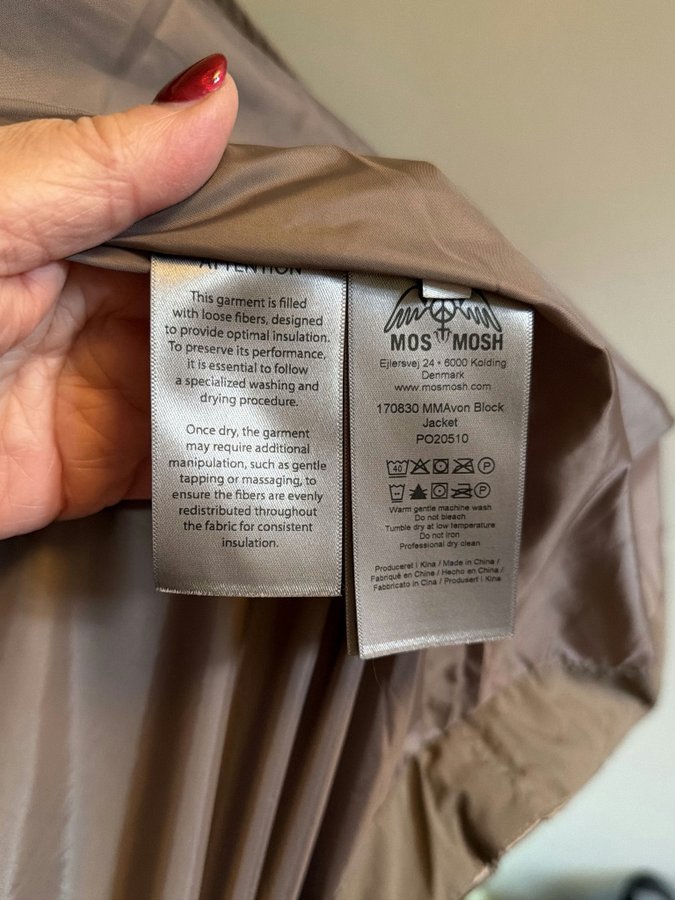 ATTENTION
This garment is filled
with loose fibers, designed
to provide optimal insulation.
To preserve its performance,
it is essential to follow
a specialized washing and
drying procedure.
Once dry, the garment
may require additional
manipulation, such as gentle
tapping or massaging, to
ensure the fibers are evenly
redistributed throughout
the fabric for consistent
insulation.
MOS MOSH
Ejlersvej 24 • 6000 Kolding
Denmark
www.mosmosh.com
170830 MMAvon Block
Jacket
PO20510
40 P
P
Warm gentle machine wash
Do not bleach
Tumble dry at low temperature
Do not iron
Professional dry clean
Produceret i Kina / Made in China /
Fabriqué en Chine / Hecho en China /
Fabbricato in Cina / Produsert i Kina